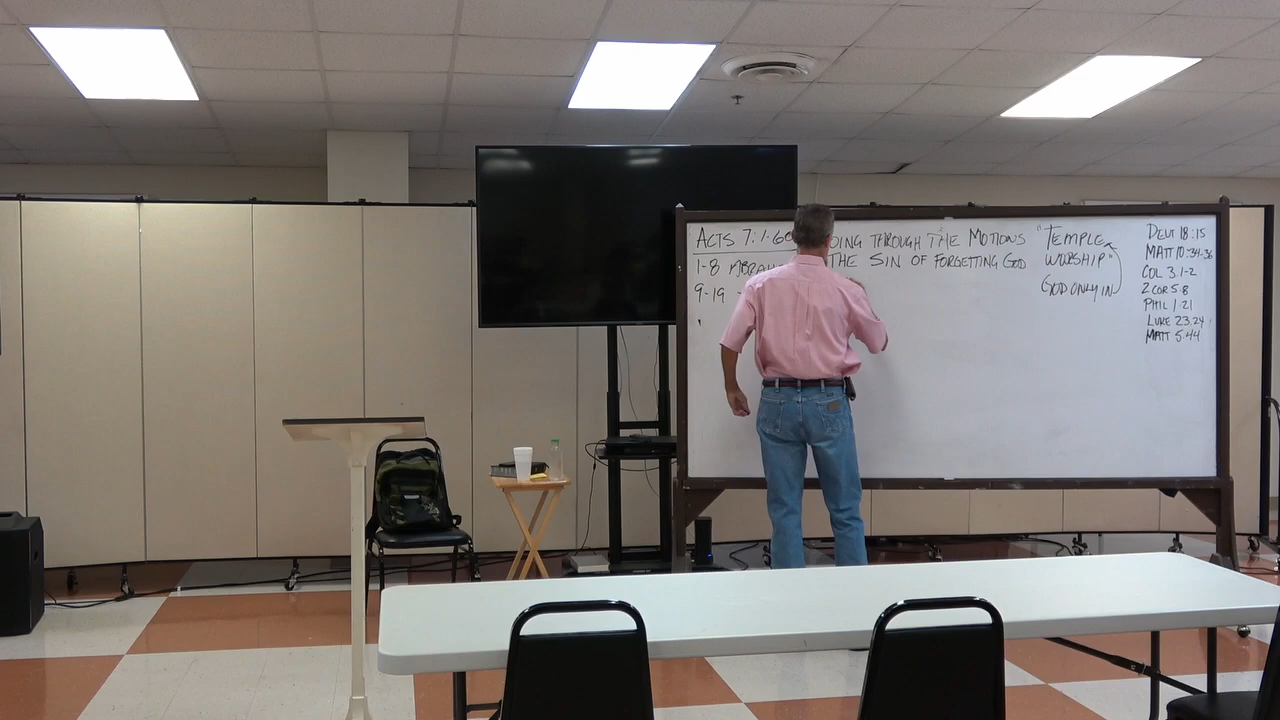 ACTS 7:1-60 OING THROUGH THE MOTIONS
1-8 ABRAH THE SIN OF FORGETTING GOD
9-19 -
"TEMPLE
WORSHIP"
GOD ONLY IN
DEUT 18:15
MATT 10:34-36
COL 3.1-2
2 COR 5.8
PHIL 1.21
LUKE 23.24
MATT 5.44